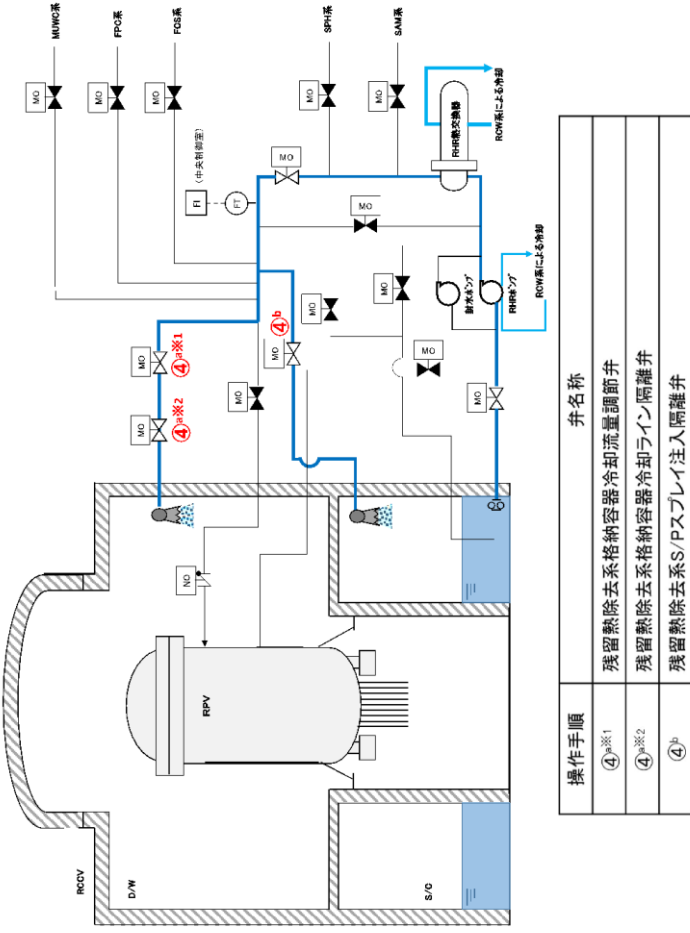 MUWC系
FPC系
FCS系
SPH系
SAM系
MO
MO
MO
MO
MO
(中央制御室)
FI
FT
MO
RHR熱交換器
RCW系による冷却
MO
封水ポンプ
RHRポンプ
RCW系による冷却
MO
④a※1
MO
④a※2
MO
④b
MO
MO
MO
MO
MO
NO
RPV
RCCV
D/W
S/C
操作手順 弁名称
④a※1 残留熱除去系格納容器冷却流量調節弁
④a※2 残留熱除去系格納容器冷却ライン隔離弁
④b 残留熱除去系S/Pスプレイ注入隔離弁